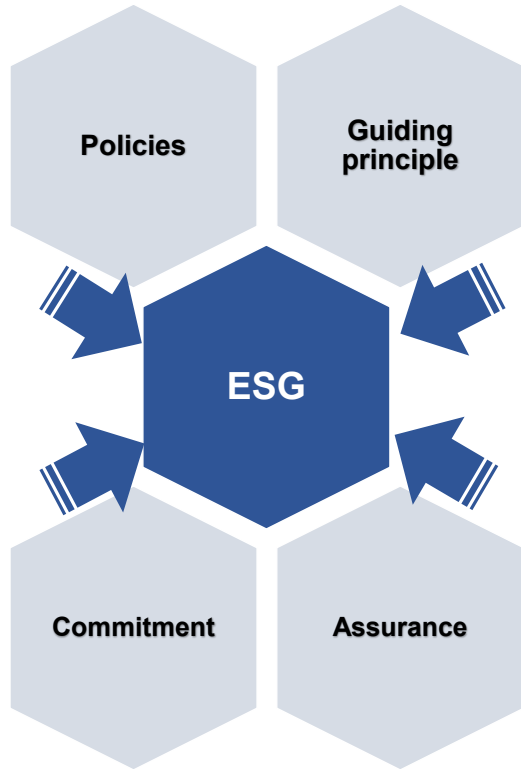 Policies
Guiding
principle
ESG
Commitment
Assurance